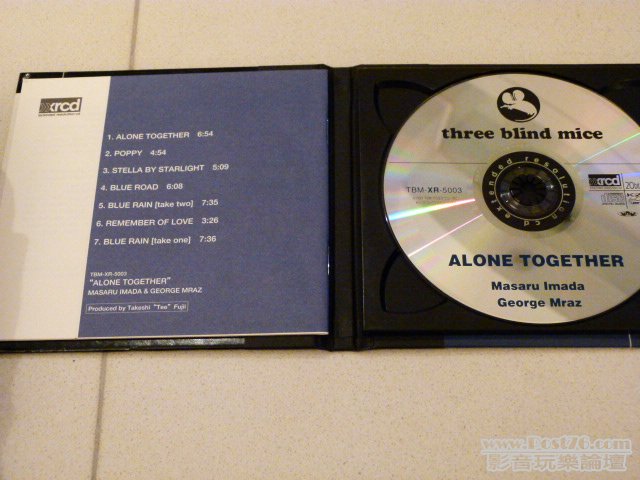 xrcd
1. ALONE TOGETHER 6:54
2. POPPY 4:54
3. STELLA BY STARLIGHT 5:09
4. BLUE ROAD 6:08
5. BLUE RAIN [take two] 7:35
6. REMEMBER OF LOVE 3:26
7. BLUE RAIN [take one] 7:36
TBM-XR-5003
"ALONE TOGETHER"
MASARU IMADA & GEORGE MRAZ
Produced by Takeshi "Tee" Fujii
three blind mice
TBM-XR-5003
extended resolution cd
ALONE TOGETHER
Masaru Imada
George Mraz
www.Post76.com
影音玩樂論壇